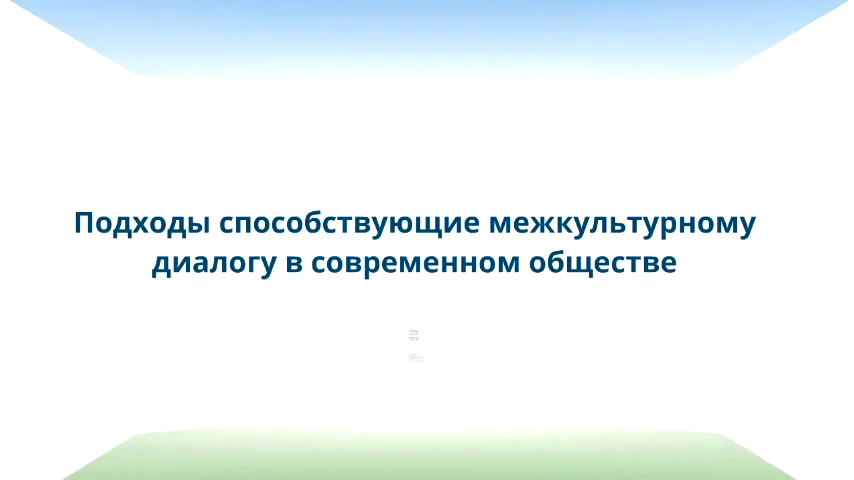 Подходы способствующие межкультурному
диалогу в современном обществе